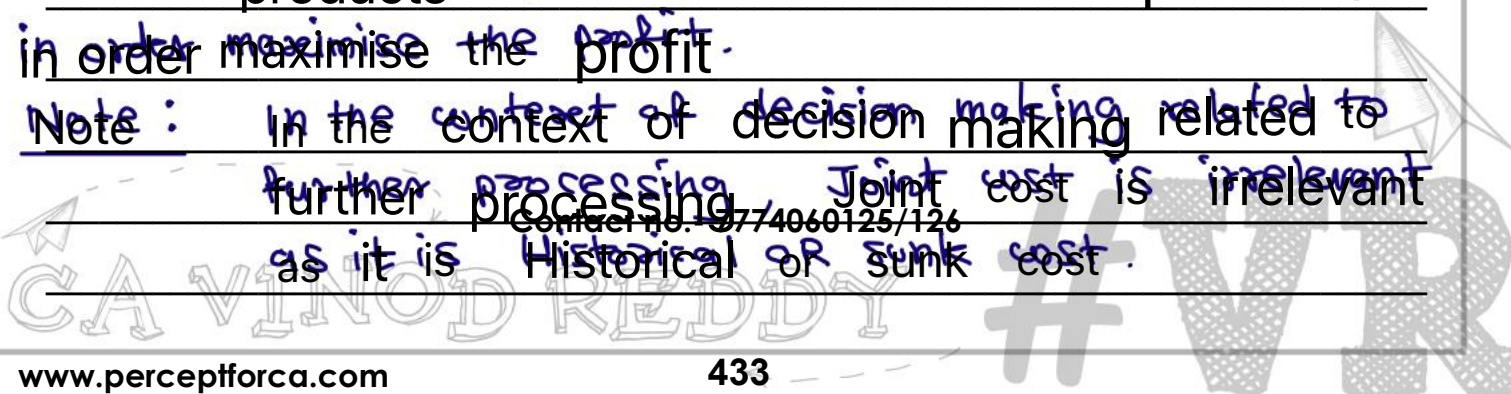 products
in order maximise the profit.
Note : In the context of decision making related to
further processing, Joint cost is irrelevant
Contact no.- 9774060125/126
as it is Historical OR sunk cost.
CA VINOD REDDY
#VR
www.perceptforca.com
433